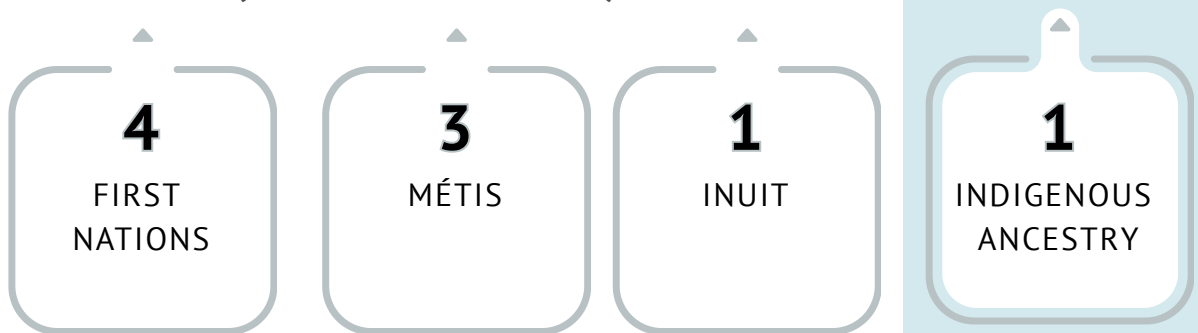 4
FIRST
NATIONS
3
MÉTIS
1
INUIT
1
INDIGENOUS
ANCESTRY